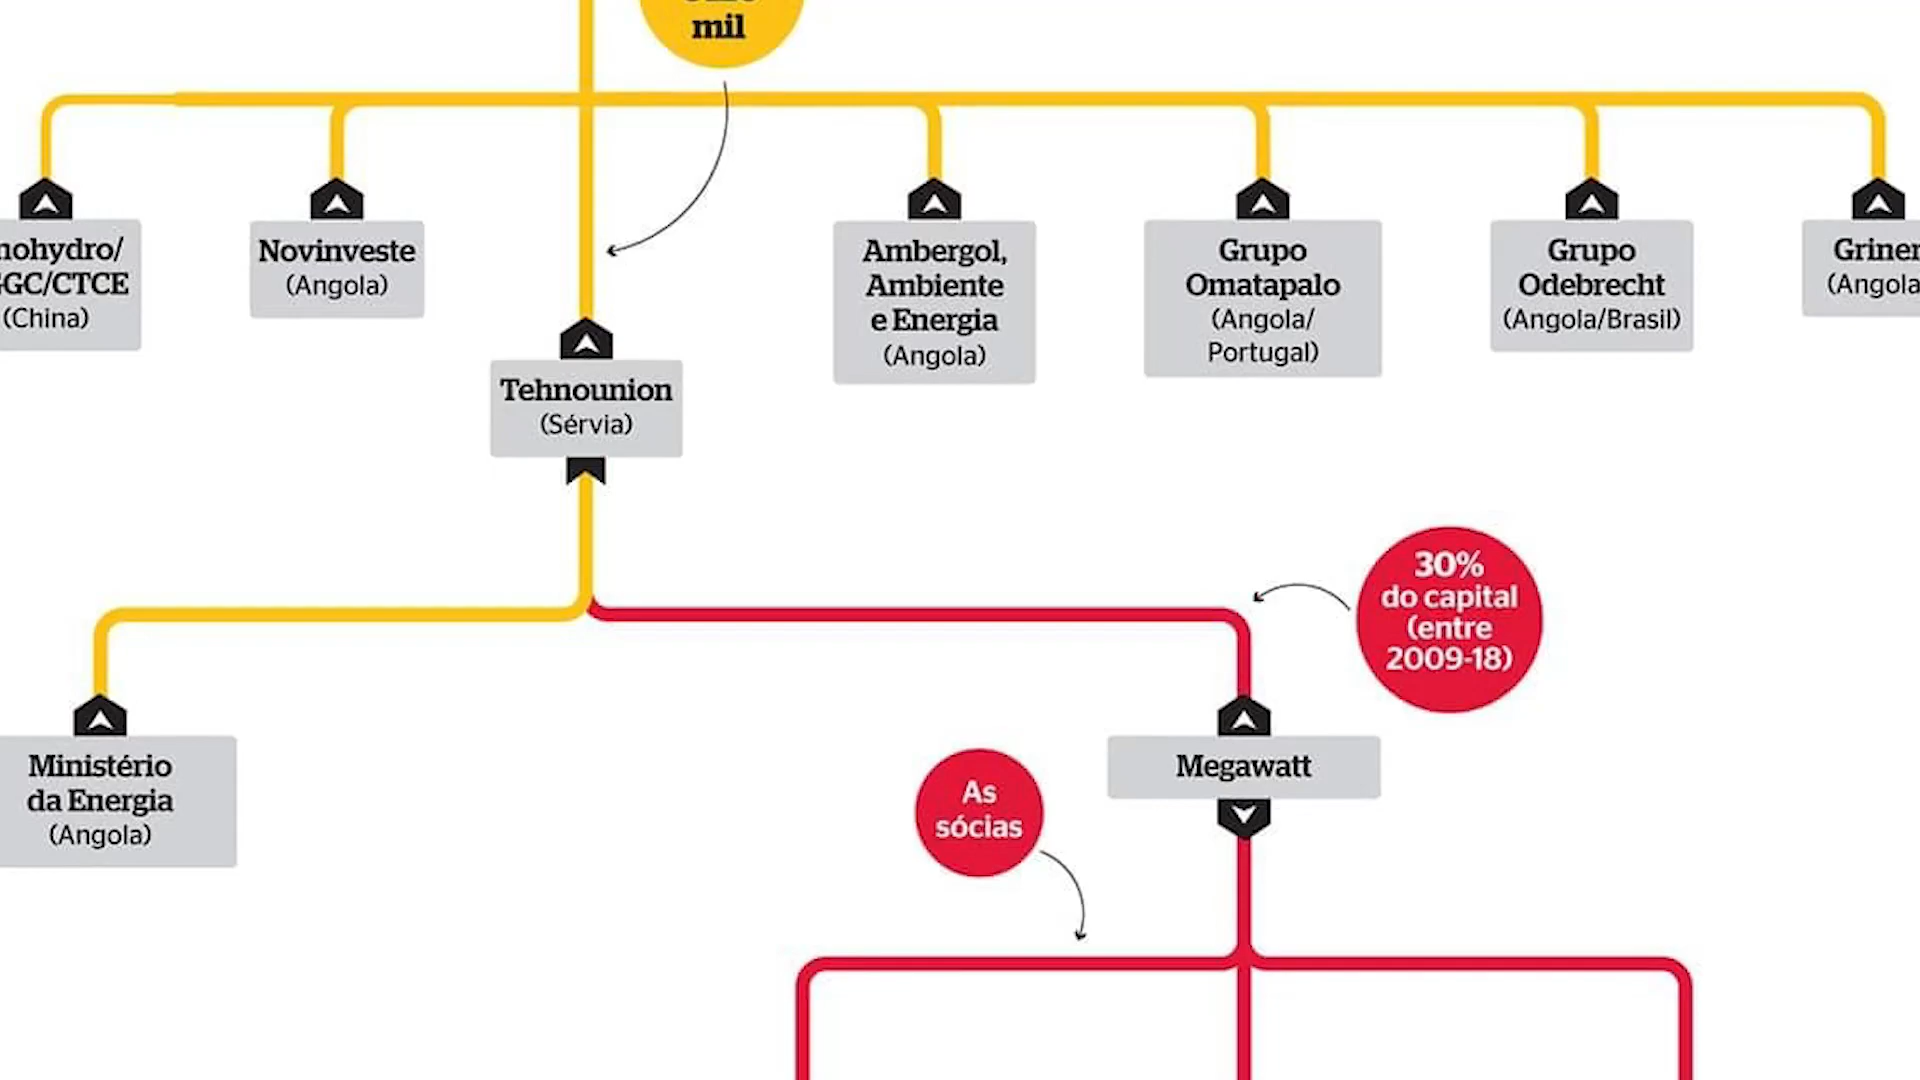 mil
nohydro/
GGC/CTCE
(China)
Novinveste
(Angola)
Tehnounion
(Sérvia)
Ambergol,
Ambiente
e Energia
(Angola)
Grupo
Omatapalo
(Angola/
Portugal)
Grupo
Odebrecht
(Angola/Brasil)
Griner
(Angola
30%
do capital
(entre
2009-18)
Ministério
da Energia
(Angola)
Megawatt
As
sócias